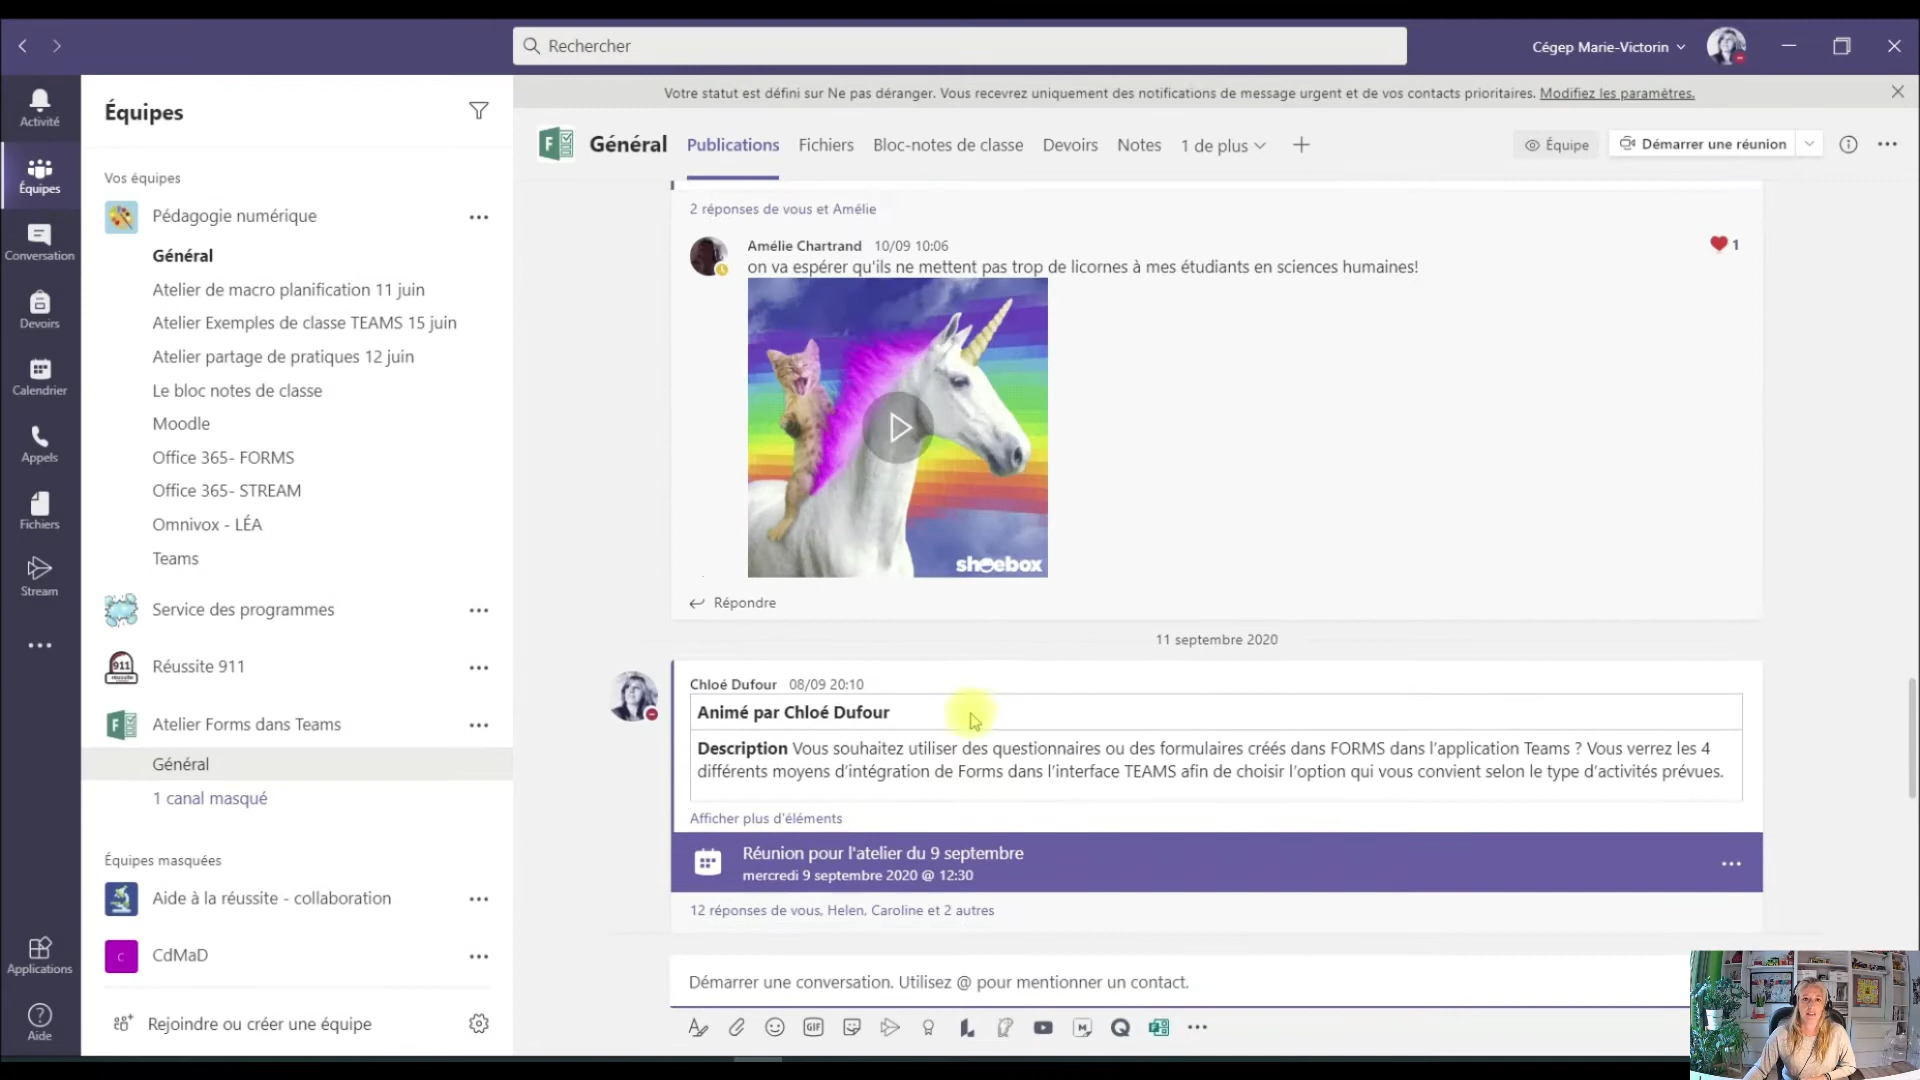 Rechercher
Cégep Marie-Victorin
Activité
Équipes
Conversation
Devoirs
Calendrier
Appels
Fichiers
Stream
Applications
Aide
Équipes
Vos équipes
Pédagogie numérique
Général
Atelier de macro planification 11 juin
Atelier Exemples de classe TEAMS 15 juin
Atelier partage de pratiques 12 juin
Le bloc notes de classe
Moodle
Office 365- FORMS
Office 365- STREAM
Omnivox - LÉA
Teams
Service des programmes
911
Réussite 911
F
Atelier Forms dans Teams
Général
1 canal masqué
Équipes masquées
Aide à la réussite - collaboration
C
CdMaD
Rejoindre ou créer une équipe
Votre statut est défini sur Ne pas déranger. Vous recevrez uniquement des notifications de message urgent et de vos contacts prioritaires. Modifiez les paramètres.
F
Général
Publications
Fichiers
Bloc-notes de classe
Devoirs
Notes
1 de plus
Équipe
Démarrer une réunion
2 réponses de vous et Amélie
Amélie Chartrand 10/09 10:06
1
on va espérer qu'ils ne mettent pas trop de licornes à mes étudiants en sciences humaines!
shoebox
Répondre
11 septembre 2020
Chloé Dufour 08/09 20:10
Animé par Chloé Dufour
Description Vous souhaitez utiliser des questionnaires ou des formulaires créés dans FORMS dans l'application Teams ? Vous verrez les 4
différents moyens d'intégration de Forms dans l'interface TEAMS afin de choisir l'option qui vous convient selon le type d'activités prévues.
Afficher plus d'éléments
Réunion pour l'atelier du 9 septembre
mercredi 9 septembre 2020 @ 12:30
12 réponses de vous, Helen, Caroline et 2 autres
Démarrer une conversation. Utilisez @ pour mentionner un contact.
GIF
M